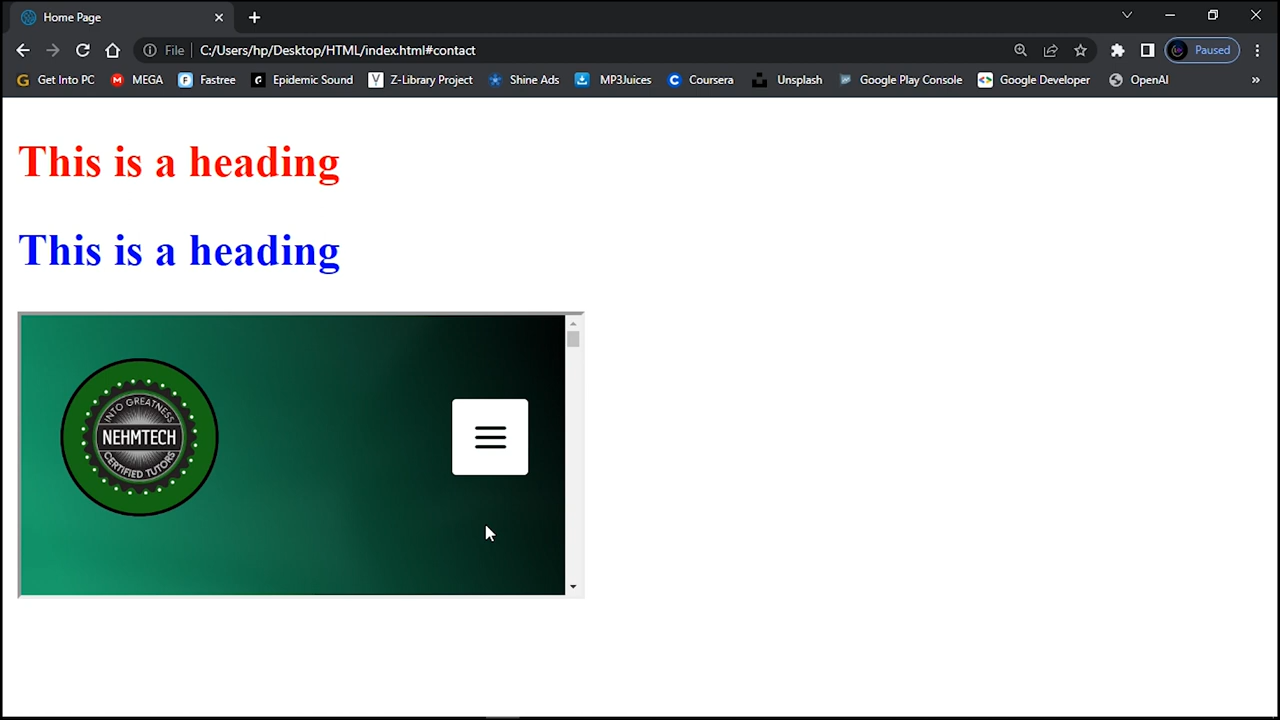 Home Page
File C:/Users/hp/Desktop/HTML/index.html#contact Paused
Get Into PC MEGA Fastree Epidemic Sound Z-Library Project Shine Ads MP3Juices Coursera Unsplash Google Play Console Google Developer OpenAI »
This is a heading
This is a heading
INTO GREATNESS
NEHMTECH
CERTIFIED TUTORS